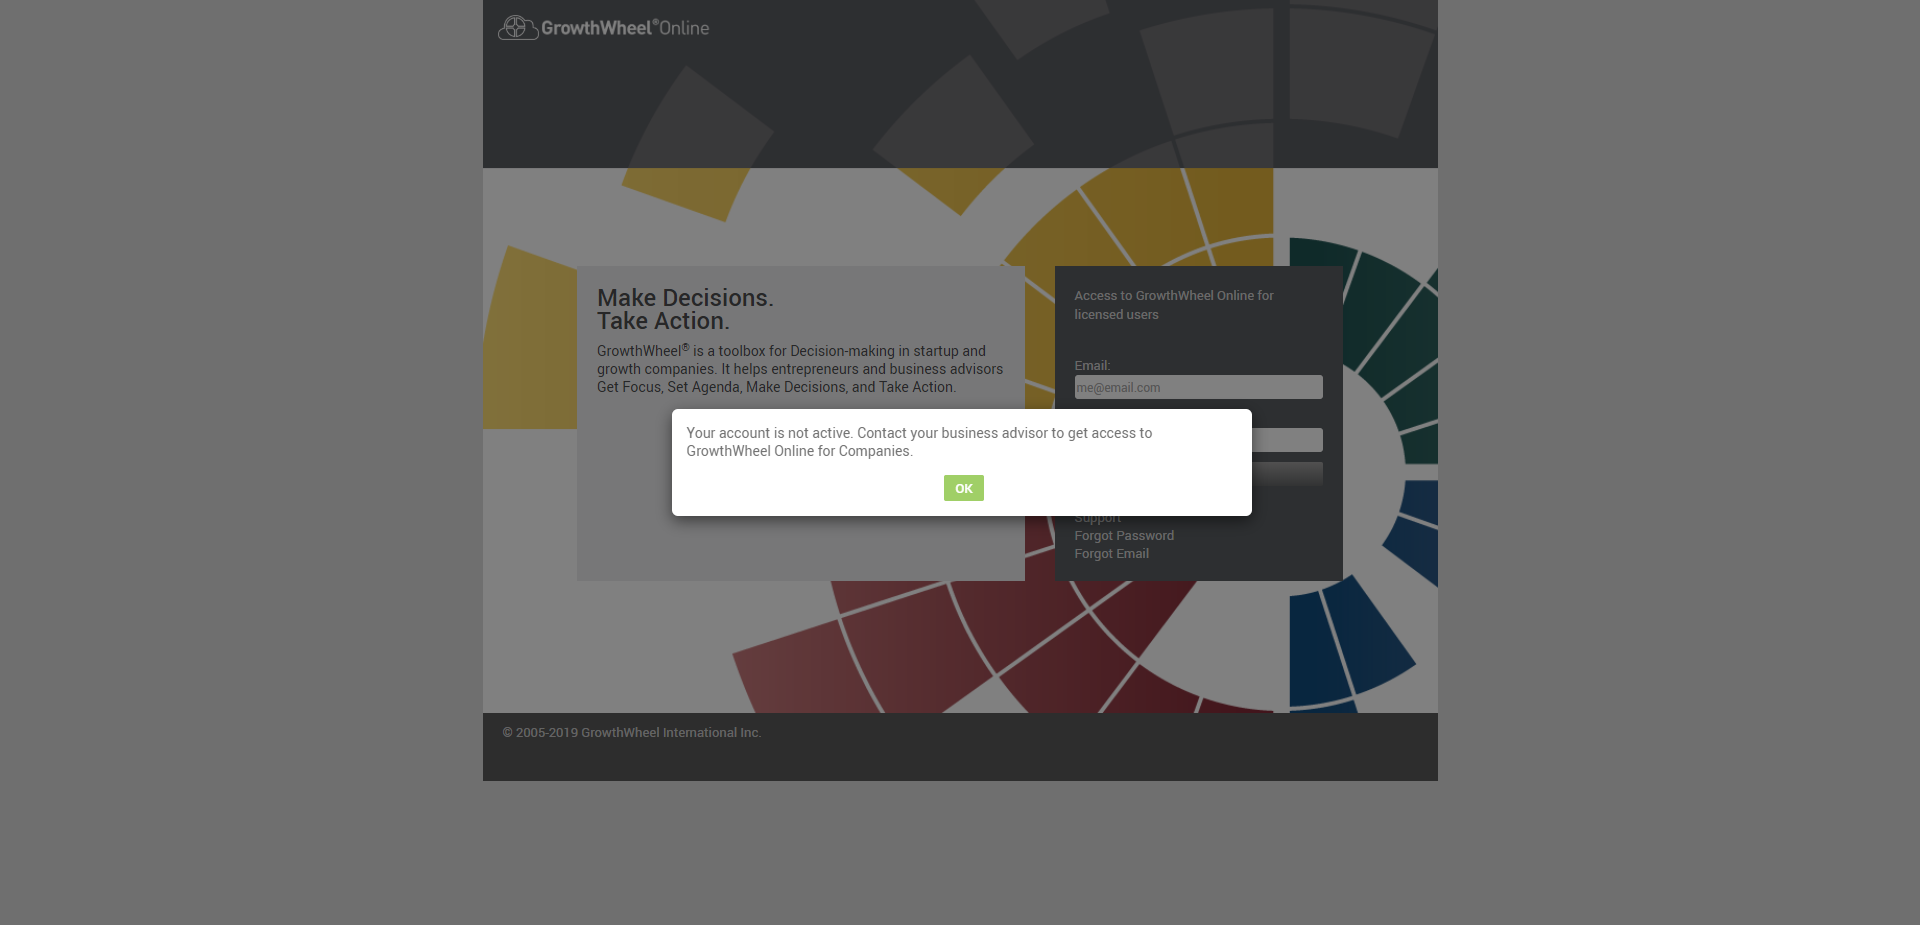 GrowthWheel®Online
Make Decisions.
Take Action.
GrowthWheel® is a toolbox for Decision-making in startup and
growth companies. It helps entrepreneurs and business advisors
Get Focus, Set Agenda, Make Decisions, and Take Action.
Access to GrowthWheel Online for
licensed users
Email:
me@email.com
Your account is not active. Contact your business advisor to get access to
GrowthWheel Online for Companies.
OK
Support
Forgot Password
Forgot Email
© 2005-2019 GrowthWheel International Inc.